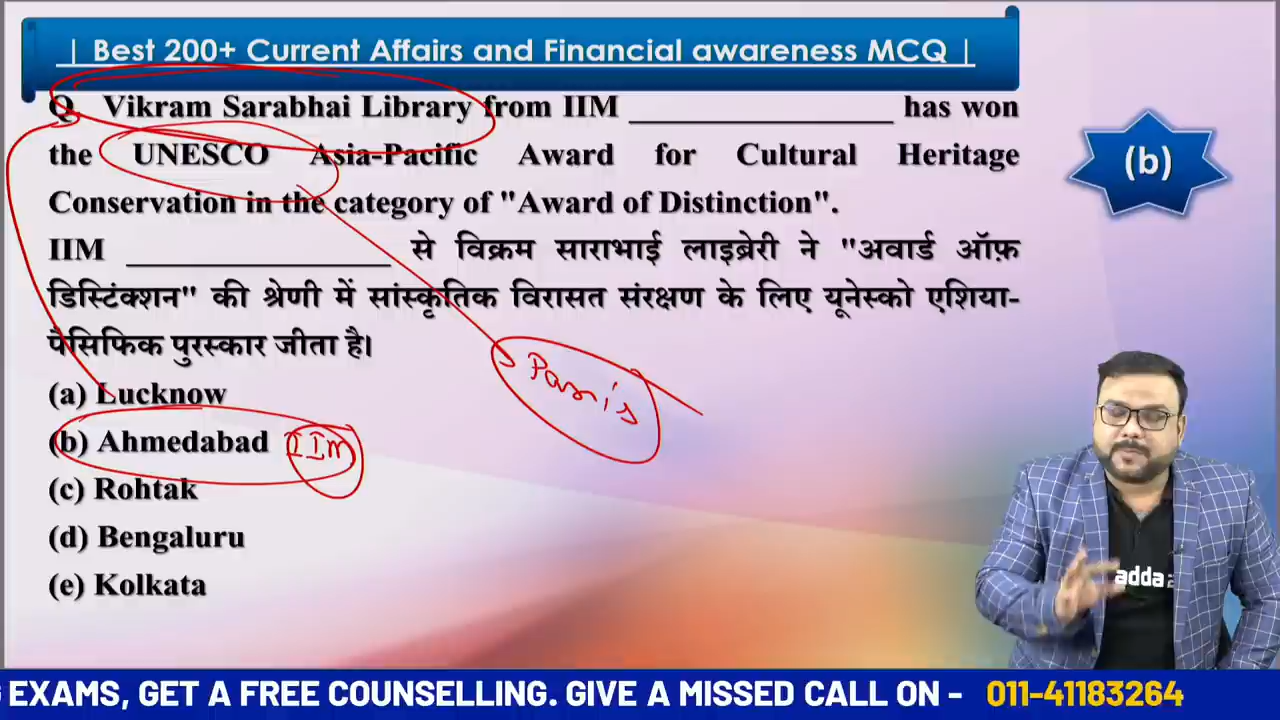 | Best 200+ Current Affairs and Financial awareness MCQ |
Q. Vikram Sarabhai Library from IIM ________________ has won
the UNESCO Asia-Pacific Award for Cultural Heritage
Conservation in the category of "Award of Distinction".
IIM ________________ से विक्रम साराभाई लाइब्रेरी ने "अवार्ड ऑफ़
डिस्टिंक्शन" की श्रेणी में सांस्कृतिक विरासत संरक्षण के लिए यूनेस्को एशिया-
पैसिफिक पुरस्कार जीता है।
(a) Lucknow
(b) Ahmedabad IIM
(c) Rohtak
(d) Bengaluru
(e) Kolkata
Paris
(b)
adda
G EXAMS, GET A FREE COUNSELLING. GIVE A MISSED CALL ON - 011-41183264